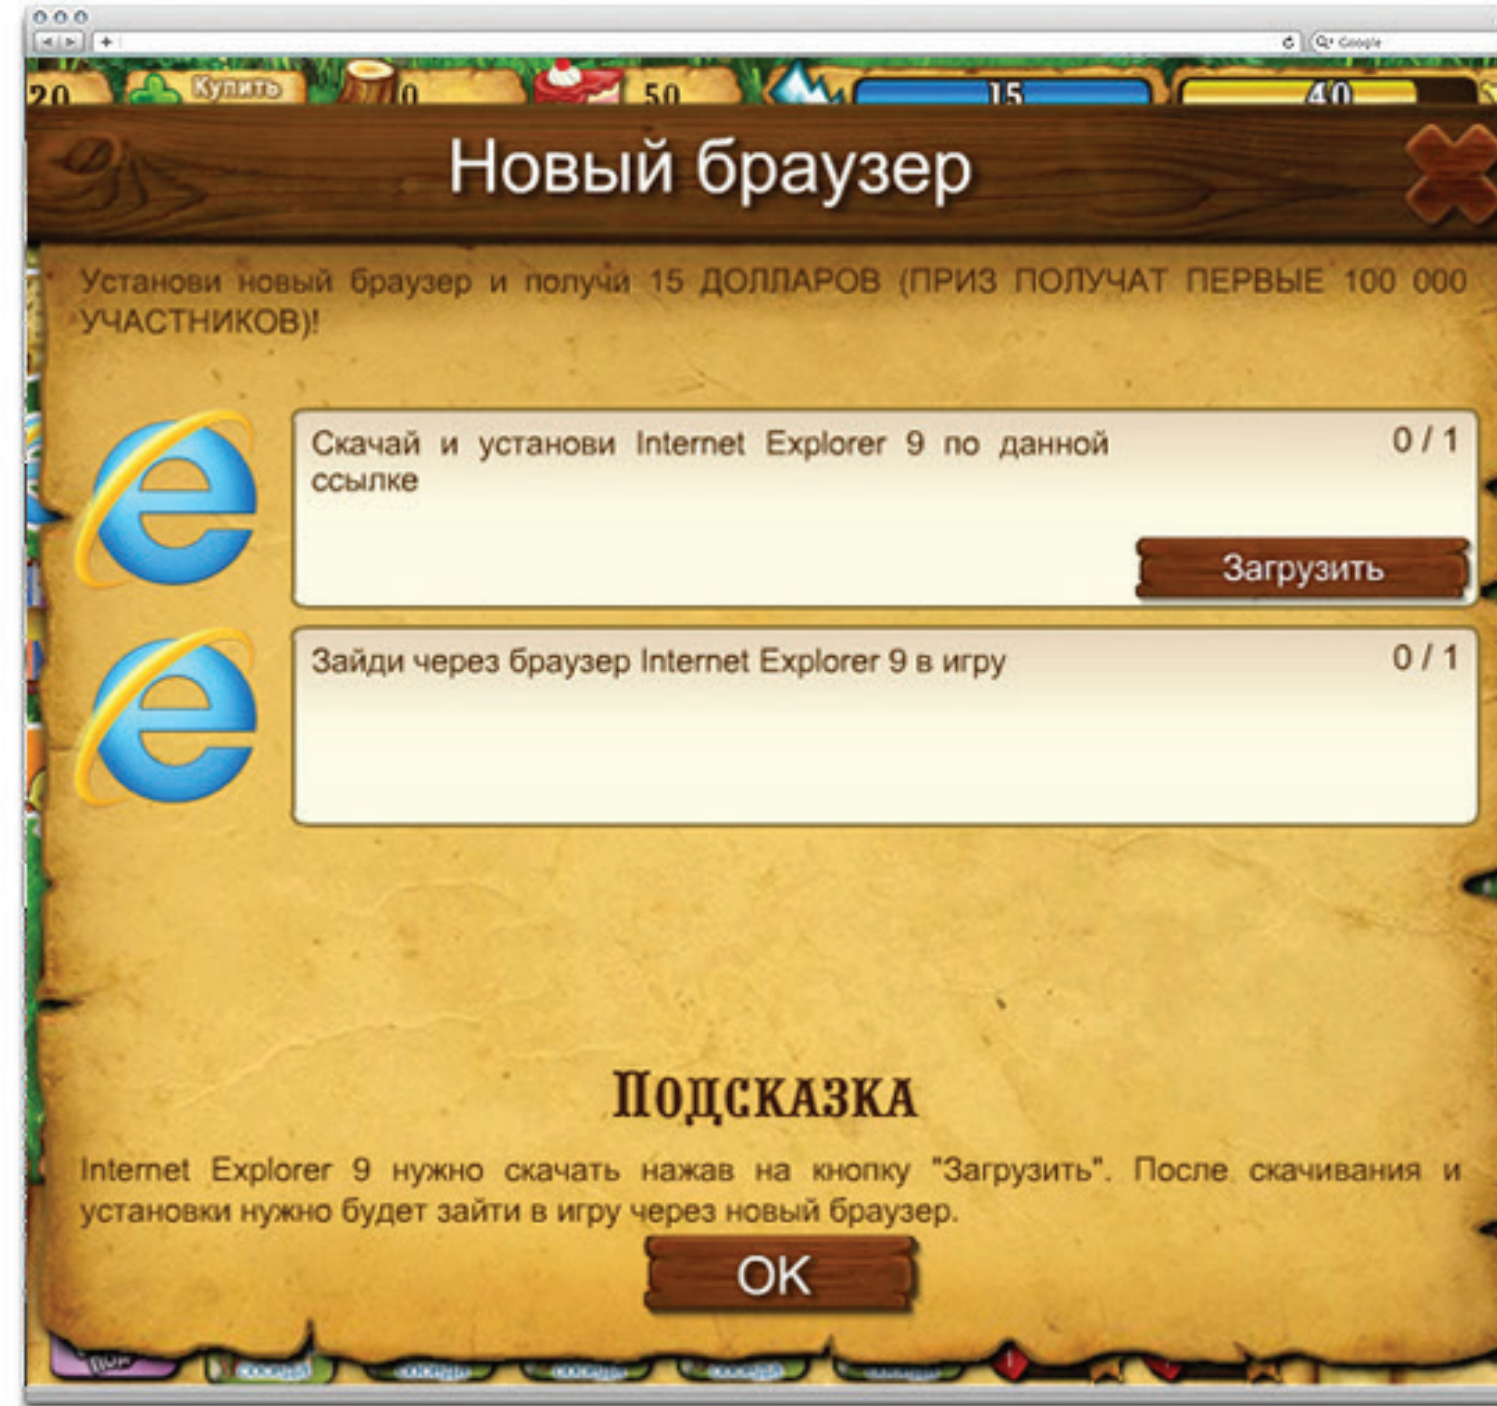 Google
20 Купить 0 50 15 40
Новый браузер
Установи новый браузер и получи 15 ДОЛЛАРОВ (ПРИЗ ПОЛУЧАТ ПЕРВЫЕ 100 000
УЧАСТНИКОВ)!
Скачай и установи Internet Explorer 9 по данной
ссылке
0 / 1
Загрузить
Зайди через браузер Internet Explorer 9 в игру
0 / 1
Подсказка
Internet Explorer 9 нужно скачать нажав на кнопку "Загрузить". После скачивания и
установки нужно будет зайти в игру через новый браузер.
OK